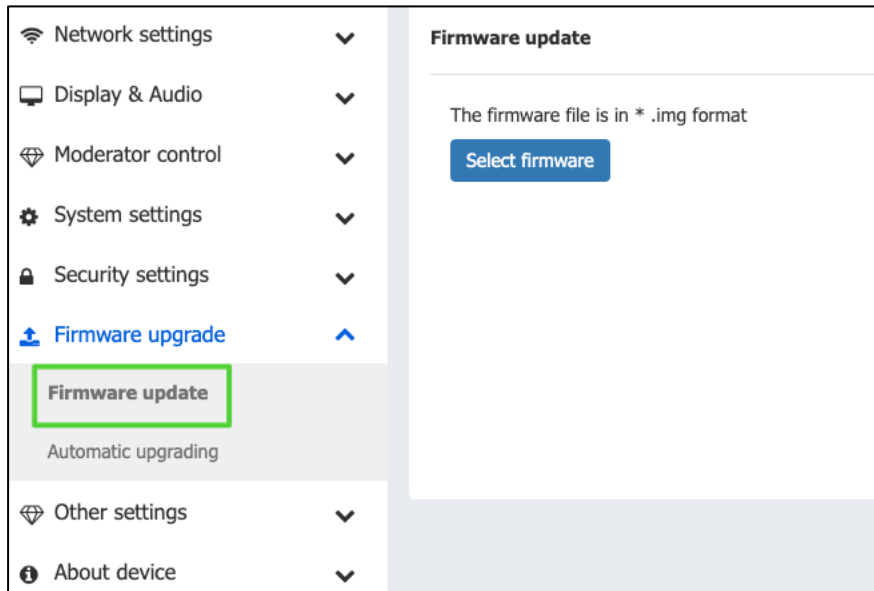 Network settings
Display & Audio
Moderator control
System settings
Security settings
Firmware upgrade
Firmware update
Automatic upgrading
Other settings
About device
Firmware update
The firmware file is in * .img format
Select firmware